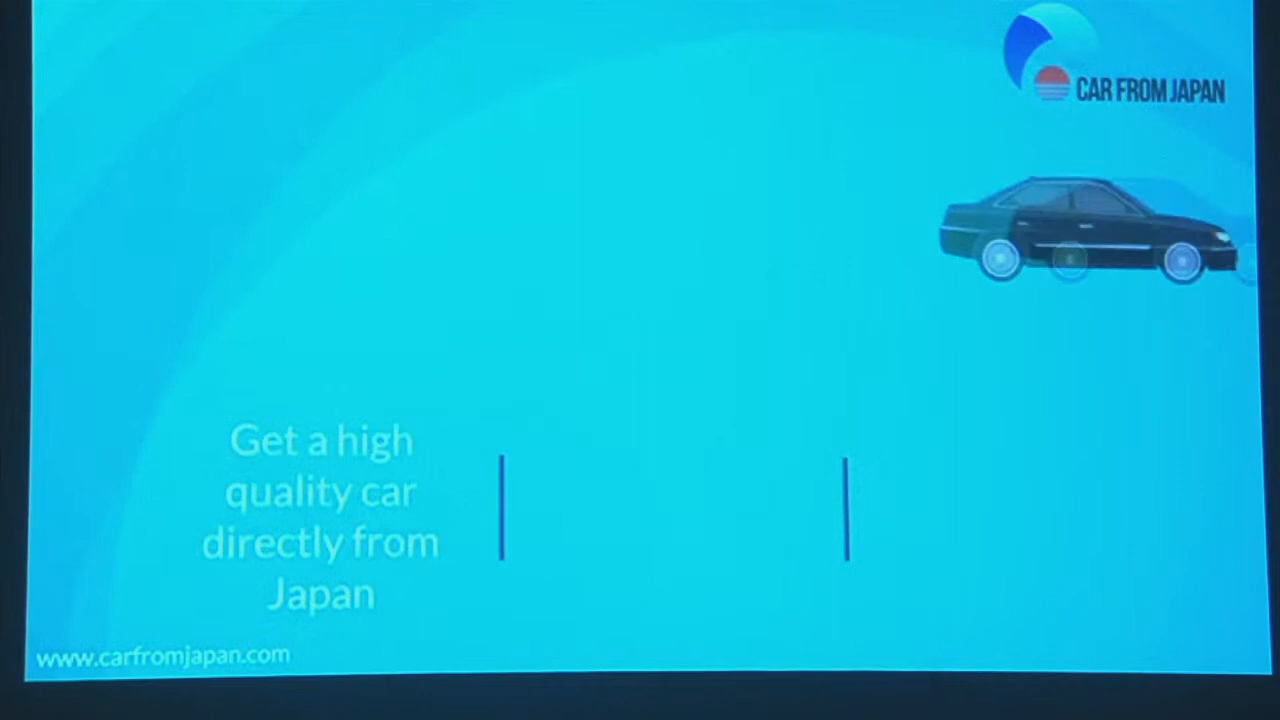 CAR FROM JAPAN
Get a high
quality car
directly from
Japan
www.carfromjapan.com